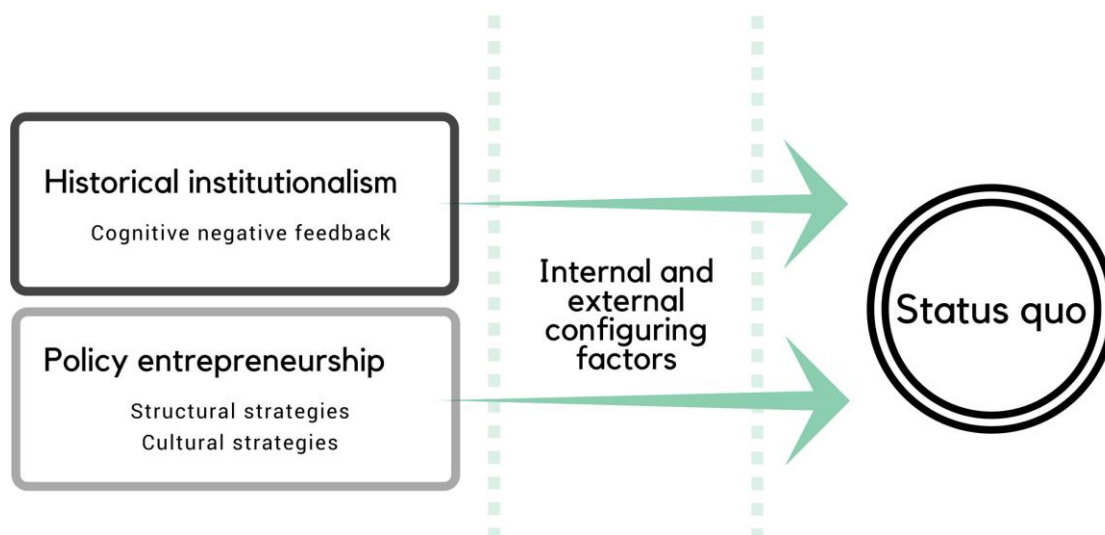 Historical institutionalism
Cognitive negative feedback
Policy entrepreneurship
Structural strategies
Cultural strategies
Internal and
external
configuring
factors
Status quo